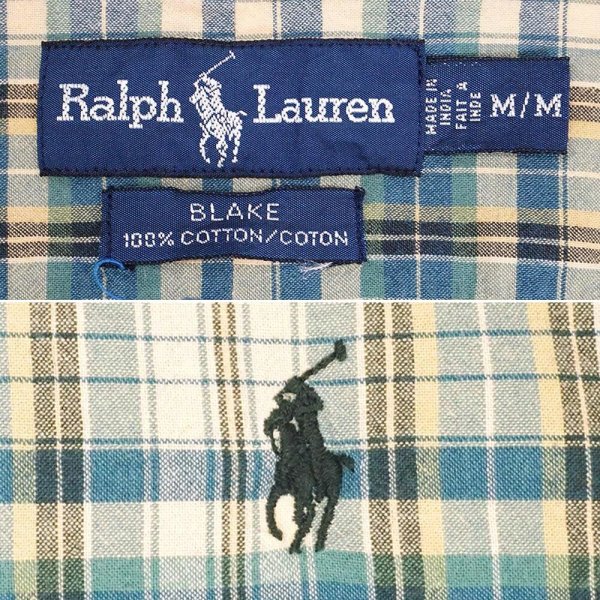 Ralph Lauren
MADE IN
INDIA
FAIT A
INDE
M/M
BLAKE
100% COTTON/COTON